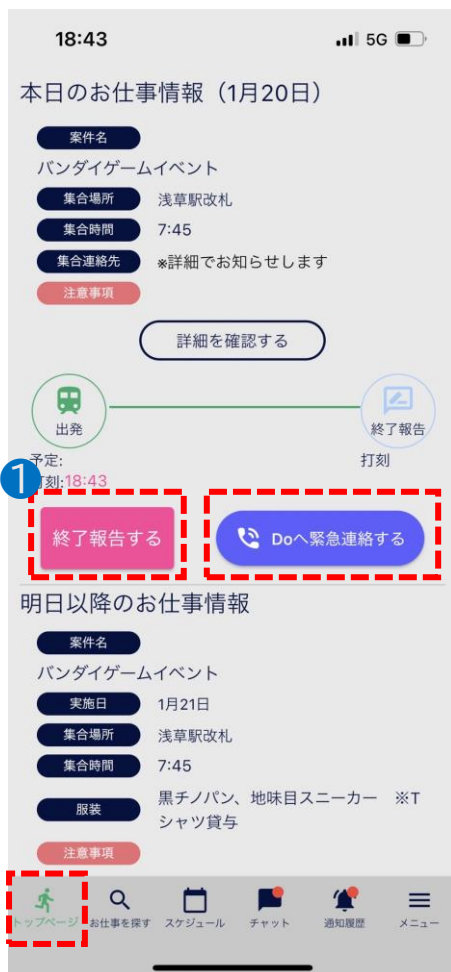 18:43 5G
本日のお仕事情報（1月20日）
案件名
バンダイゲームイベント
集合場所 浅草駅改札
集合時間 7:45
集合連絡先 ※詳細でお知らせします
注意事項
詳細を確認する
出発 終了報告
予定: 打刻
1
刻:18:43
終了報告する Doへ緊急連絡する
明日以降のお仕事情報
案件名
バンダイゲームイベント
実施日 1月21日
集合場所 浅草駅改札
集合時間 7:45
服装 黒チノパン、地味目スニーカー ※T
シャツ貸与
注意事項
トップページ お仕事を探す スケジュール チャット 通知履歴 メニュー